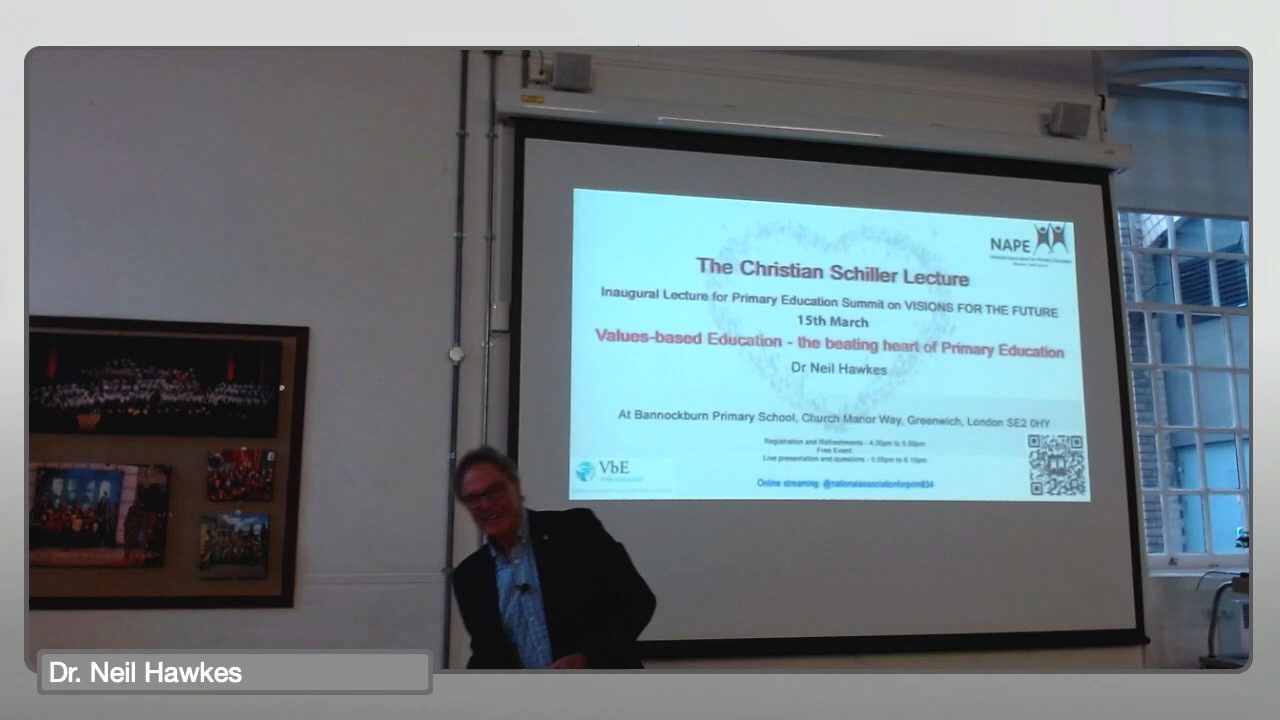 NAPE
The Christian Schiller Lecture
Inaugural Lecture for Primary Education Summit on VISIONS FOR THE FUTURE
15th March
Values-based Education - the beating heart of Primary Education
Dr Neil Hawkes
At Bannockburn Primary School, Church Manor Way, Greenwich, London SE2 0HY
Registration and Refreshments - 4.30pm to 5.00pm
Free Event
Live presentation and questions - 5.00pm to 6.10pm
VbE
Online streaming: @nationalassociationforprim634
Dr. Neil Hawkes